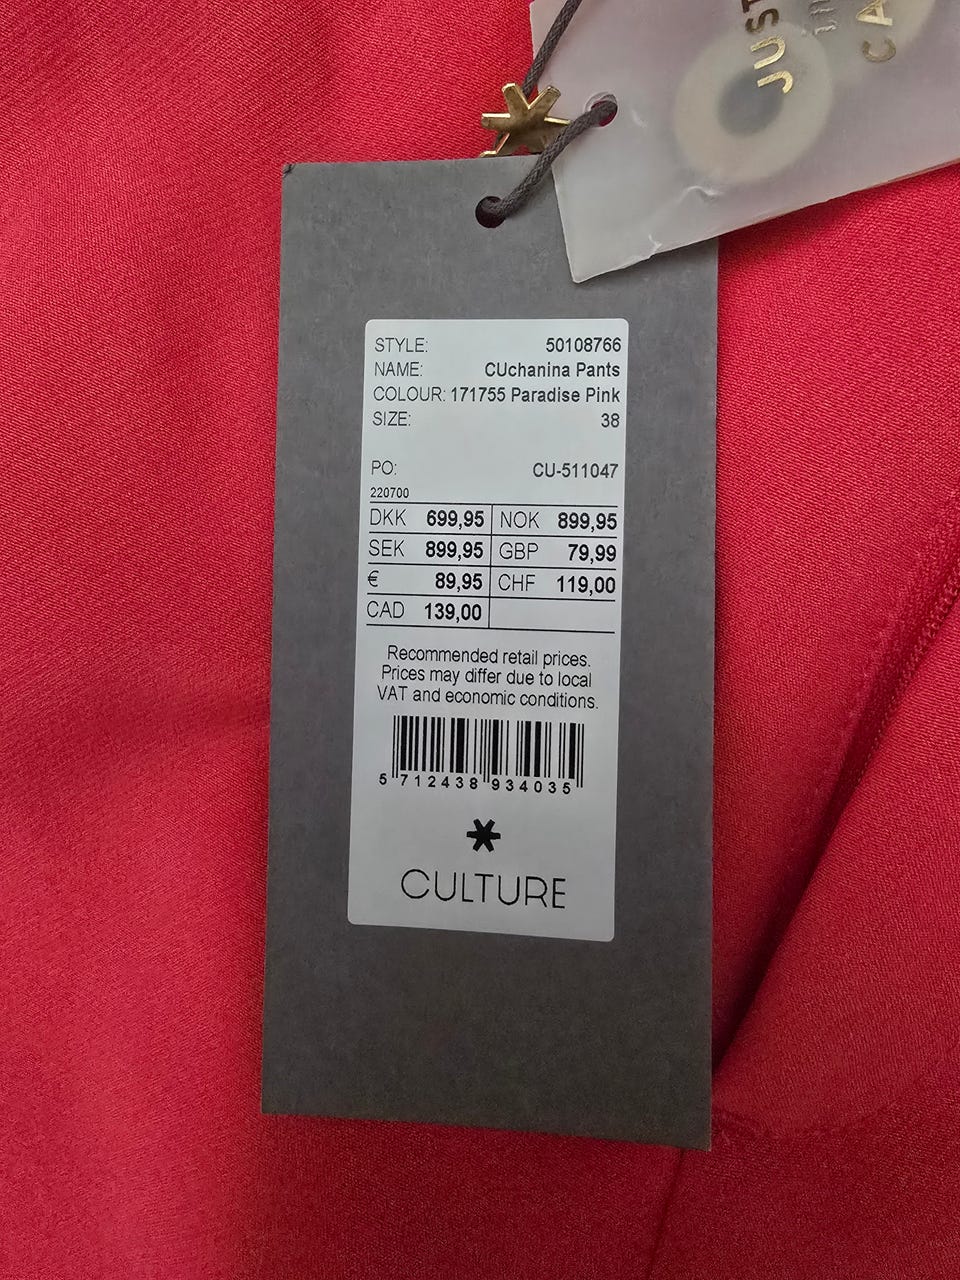 JUST
CA
STYLE: 50108766
NAME: CUchanina Pants
COLOUR: 171755 Paradise Pink
SIZE: 38
PO: CU-511047
220700
DKK 699,95 NOK 899,95
SEK 899,95 GBP 79,99
€ 89,95 CHF 119,00
CAD 139,00
Recommended retail prices.
Prices may differ due to local
VAT and economic conditions.
5 712438 934035
CULTURE